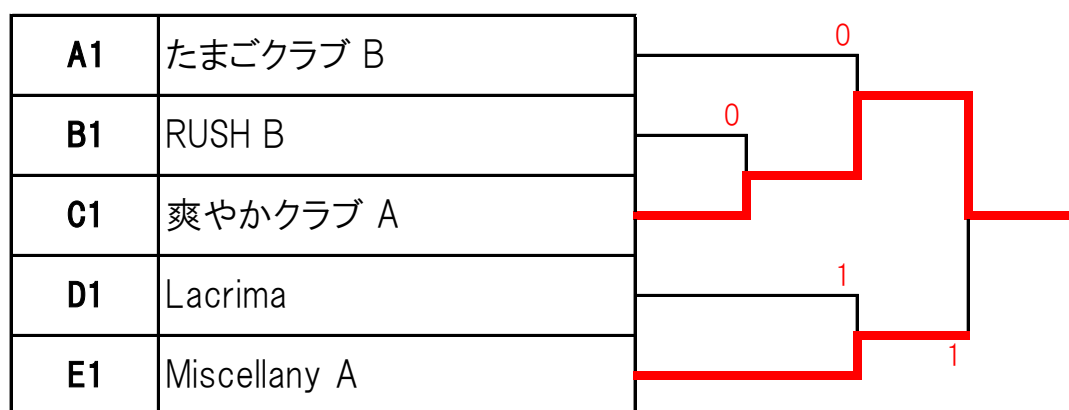 A1 たまごクラブ B
B1 RUSH B
C1 爽やかクラブ A
D1 Lacrima
E1 Miscellany A
0
0
1
1